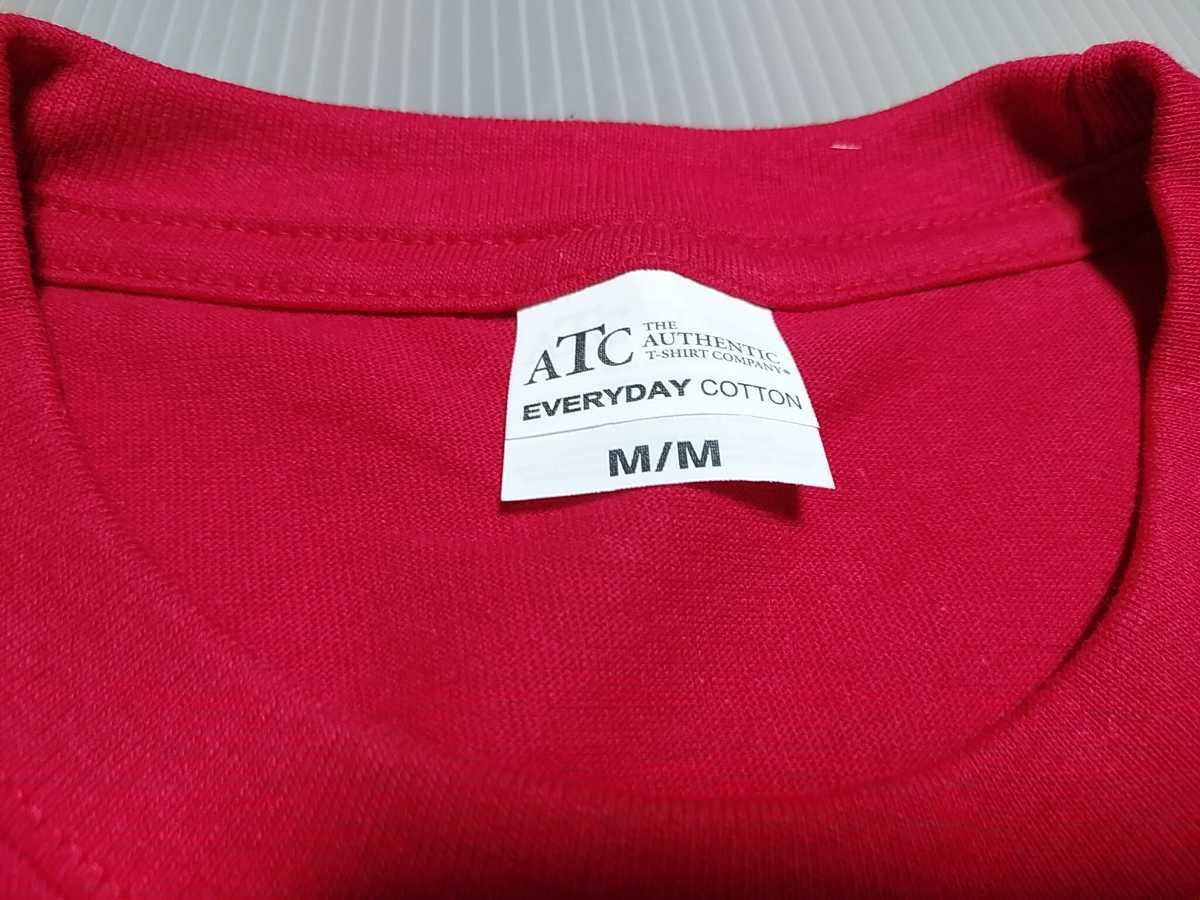 ATC THE
AUTHENTIC
T-SHIRT COMPANY®
EVERYDAY COTTON
M/M